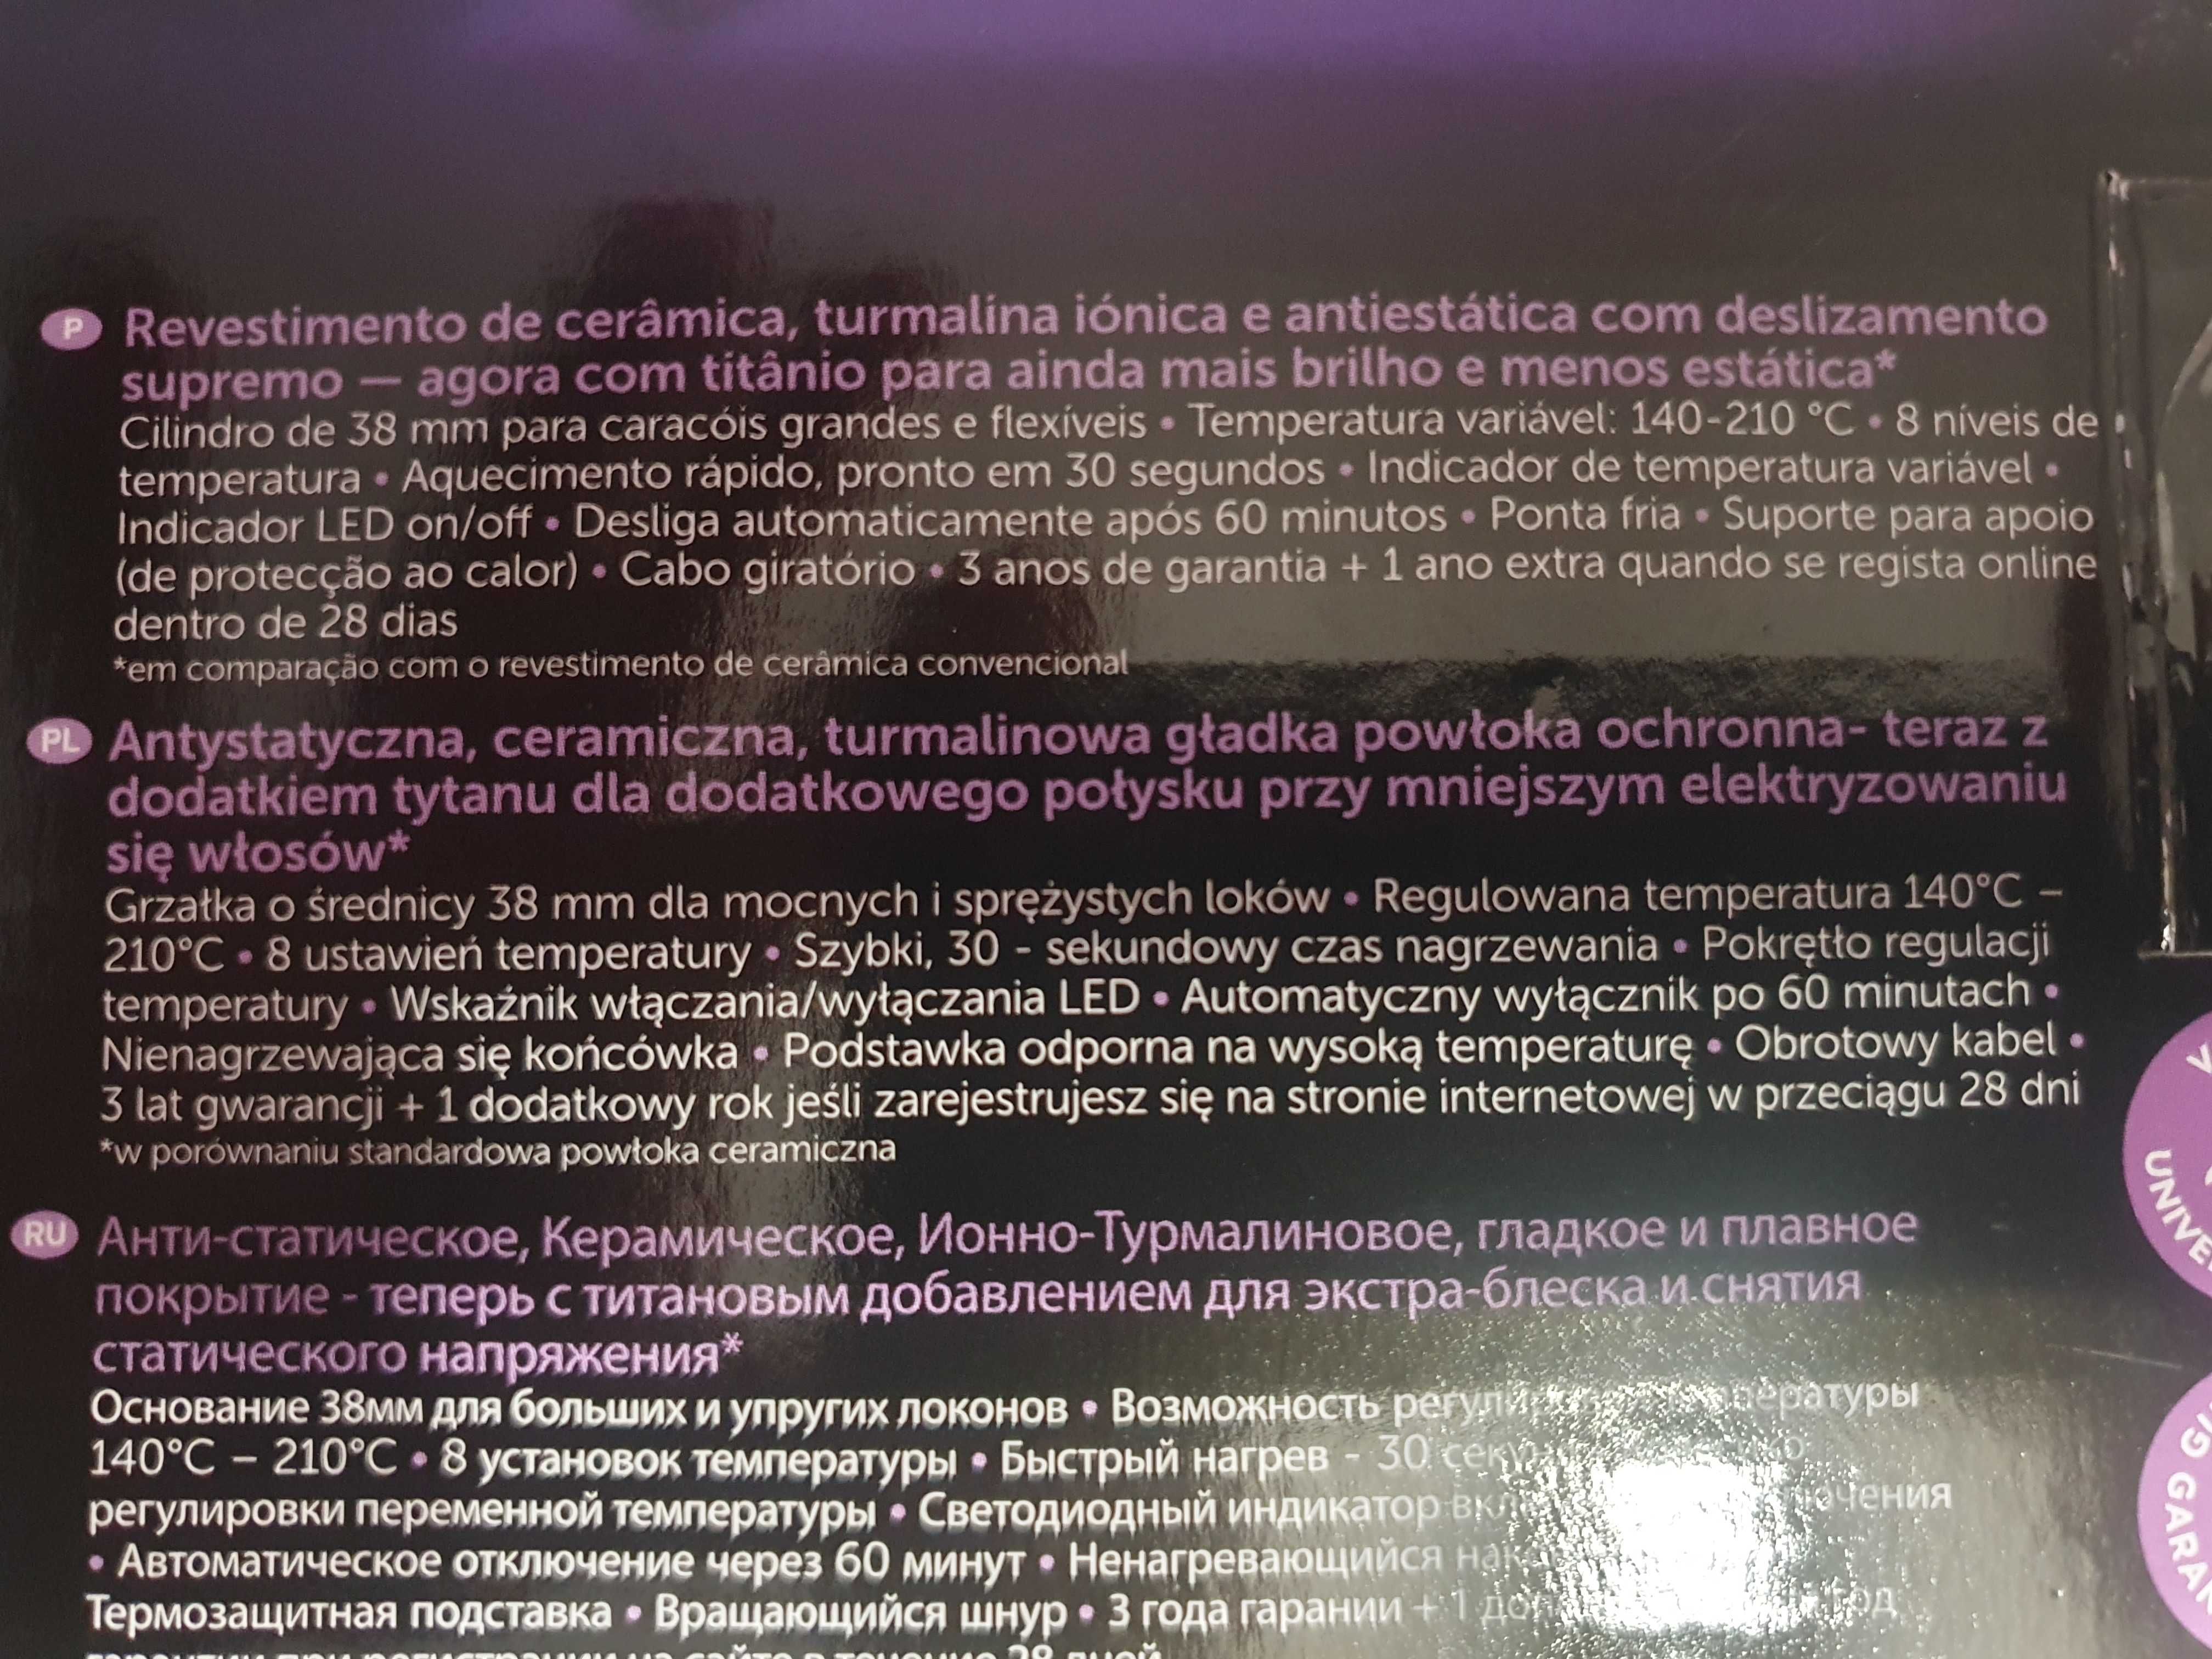 P Revestimento de cerâmica, turmalina iónica e antiestática com deslizamento
supremo — agora com titânio para ainda mais brilho e menos estática*
Cilindro de 38 mm para caracóis grandes e flexíveis • Temperatura variável: 140-210 °C • 8 níveis de
temperatura • Aquecimento rápido, pronto em 30 segundos • Indicador de temperatura variável •
Indicador LED on/off • Desliga automaticamente após 60 minutos • Ponta fria • Suporte para apoio
(de protecção ao calor) • Cabo giratório • 3 anos de garantia + 1 ano extra quando se regista online
dentro de 28 dias
*em comparação com o revestimento de cerâmica convencional
PL Antystatyczna, ceramiczna, turmalinowa gładka powłoka ochronna- teraz z
dodatkiem tytanu dla dodatkowego połysku przy mniejszym elektryzowaniu
się włosów*
Grzałka o średnicy 38 mm dla mocnych i sprężystych loków • Regulowana temperatura 140°C –
210°C • 8 ustawień temperatury • Szybki, 30 - sekundowy czas nagrzewania • Pokrętło regulacji
temperatury • Wskaźnik włączania/wyłączania LED • Automatyczny wyłącznik po 60 minutach •
Nienagrzewająca się końcówka • Podstawka odporna na wysoką temperaturę • Obrotowy kabel •
3 lat gwarancji + 1 dodatkowy rok jeśli zarejestrujesz się na stronie internetowej w przeciągu 28 dni
*w porównaniu standardowa powłoka ceramiczna
RU Анти-статическое, Керамическое, Ионно-Турмалиновое, гладкое и плавное
покрытие - теперь с титановым добавлением для экстра-блеска и снятия
статического напряжения*
Основание 38мм для больших и упругих локонов • Возможность
140°C – 210°C • 8 установок температуры • Быстрый нагрев - 30
регулировки переменной температуры • Светодиодный индикатор
• Автоматическое отключение через 60 минут • Ненагревающийся
Термозащитная подставка • Вращающийся шнур • 3 года гарании + 1 год
гарантии при регистрации на сайте в течение 28 дней